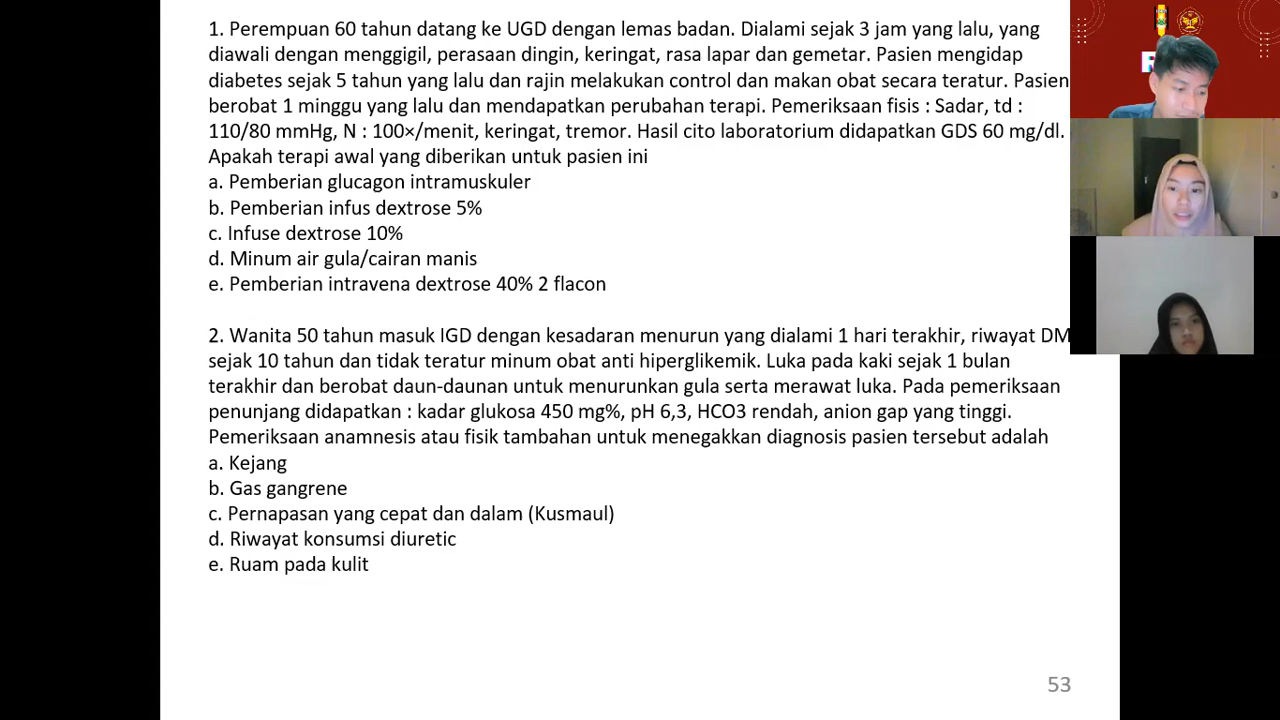 1. Perempuan 60 tahun datang ke UGD dengan lemas badan. Dialami sejak 3 jam yang lalu, yang
diawali dengan menggigil, perasaan dingin, keringat, rasa lapar dan gemetar. Pasien mengidap
diabetes sejak 5 tahun yang lalu dan rajin melakukan control dan makan obat secara teratur. Pasien
berobat 1 minggu yang lalu dan mendapatkan perubahan terapi. Pemeriksaan fisis : Sadar, td :
110/80 mmHg, N : 100×/menit, keringat, tremor. Hasil cito laboratorium didapatkan GDS 60 mg/dl.
Apakah terapi awal yang diberikan untuk pasien ini
a. Pemberian glucagon intramuskuler
b. Pemberian infus dextrose 5%
c. Infuse dextrose 10%
d. Minum air gula/cairan manis
e. Pemberian intravena dextrose 40% 2 flacon
2. Wanita 50 tahun masuk IGD dengan kesadaran menurun yang dialami 1 hari terakhir, riwayat DM
sejak 10 tahun dan tidak teratur minum obat anti hiperglikemik. Luka pada kaki sejak 1 bulan
terakhir dan berobat daun-daunan untuk menurunkan gula serta merawat luka. Pada pemeriksaan
penunjang didapatkan : kadar glukosa 450 mg%, pH 6,3, HCO3 rendah, anion gap yang tinggi.
Pemeriksaan anamnesis atau fisik tambahan untuk menegakkan diagnosis pasien tersebut adalah
a. Kejang
b. Gas gangrene
c. Pernapasan yang cepat dan dalam (Kusmaul)
d. Riwayat konsumsi diuretic
e. Ruam pada kulit
53